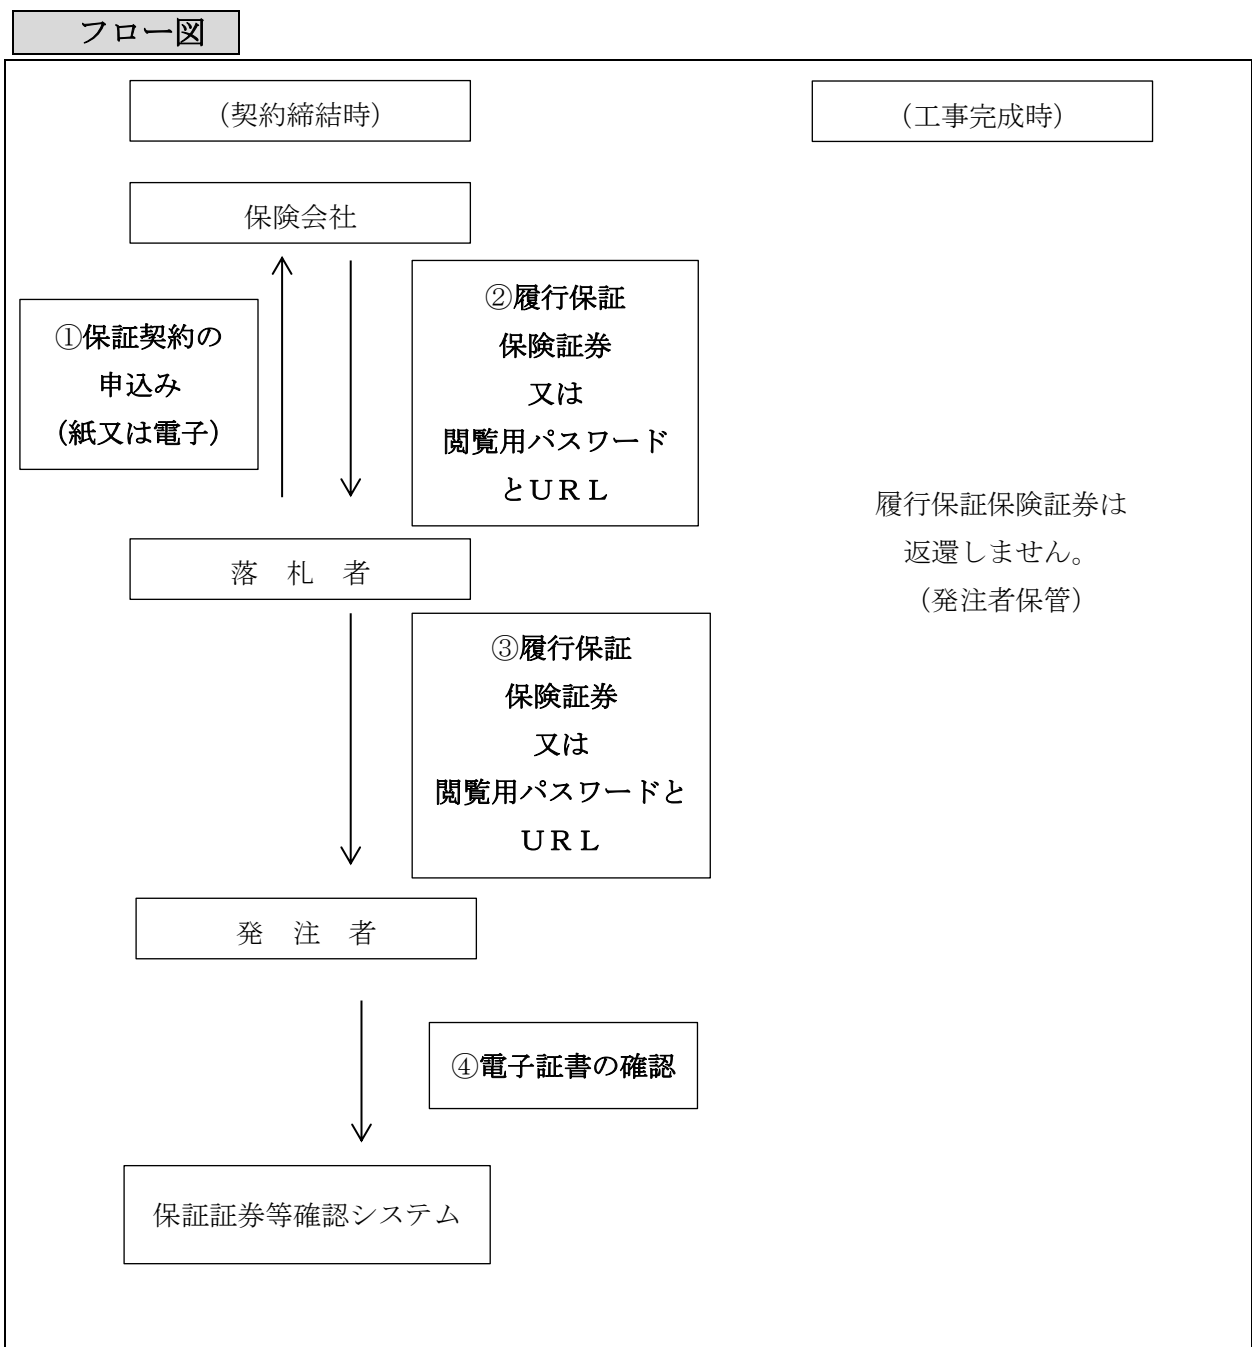 フロー図
（契約締結時）
（工事完成時）
保険会社
①保証契約の
申込み
（紙又は電子）
②履行保証
保険証券
又は
閲覧用パスワード
とＵＲＬ
落　札　者
履行保証保険証券は
返還しません。
（発注者保管）
③履行保証
保険証券
又は
閲覧用パスワードと
ＵＲＬ
発　注　者
④電子証書の確認
保証証券等確認システム